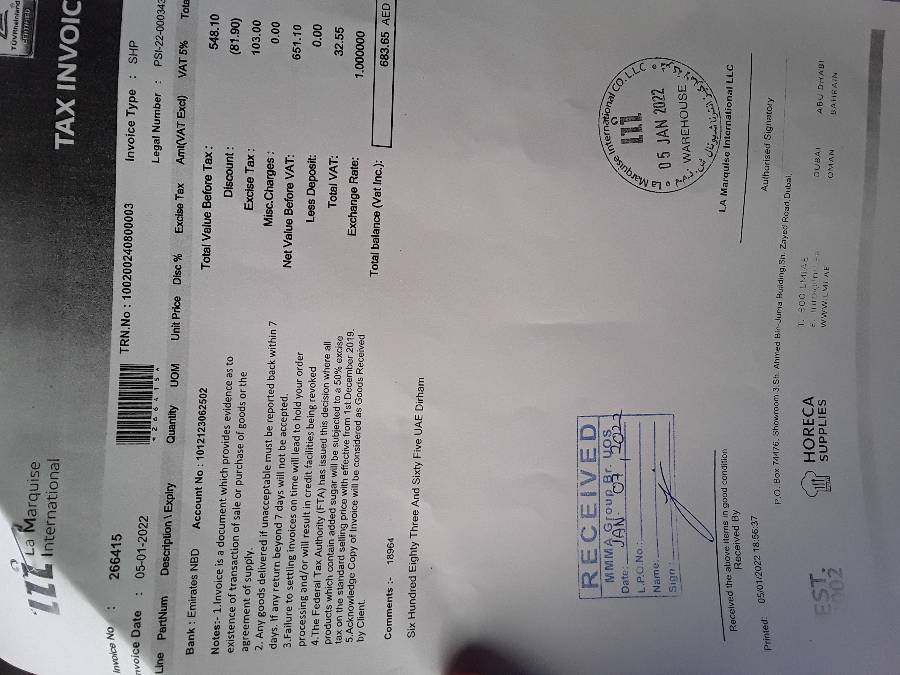 La Marquise
International
TÜVRheinland
TAX INVOIC
Invoice No : 266415
*266415*
TRN.No : 100200240800003
Invoice Type : SHP
nvoice Date : 05-01-2022
Legal Number : PSI-22-000343
Line PartNum Description \ Expiry Quantity UOM Unit Price Disc % Excise Tax Amt(VAT Excl) VAT 5% Tota
Bank : Emirates NBD Account No : 1012123062502
Total Value Before Tax : 548.10
Discount : (81.90)
Excise Tax : 103.00
Misc.Charges : 0.00
Net Value Before VAT: 651.10
Less Deposit: 0.00
Total VAT: 32.55
Exchange Rate: 1.000000
Total balance (Vat Inc.): 683.65 AED
Notes:- 1.Invoice is a document which provides evidence as to
existence of transaction of sale or purchase of goods or the
agreement of supply.
2. Any goods delivered if unacceptable must be reported back within 7
days. If any return beyond 7 days will not be accepted.
3.Failure to settling invoices on time will lead to hold your order
processing and/or will result in credit facilities being revoked
4.The Federal Tax Authority (FTA) has issued this decision where all
products which contain added sugar will be subjected to a 50% excise
tax on the standard selling price with effective from 1st December 2019.
5.Acknowledge Copy of Invoice will be considered as Goods Received
by Client.
Comments :- 18964
Six Hundred Eighty Three And Sixty Five UAE Dirham
RECEIVED
MMMA Group Br. UOS
Date: JAN 07 2022
L.P.O No.:
Name:
Sign:
La Marquise International CO. LLC
05 JAN 2022
WAREHOUSE
Received the above items in good condition
Received By
LA Marquise International LLC
Authorised Signatory
Printed: 05/01/2022 18:56:37
P.O. Box 74476, Showroom 3,Sh. Ahmed Bin Juma Building,Sh. Zayed Road,Dubai,
EST.
HORECA
SUPPLIES
T. 800 LMI.AE
WWW.LMI.AE
DUBAI ABU DHABI
OMAN BAHRAIN